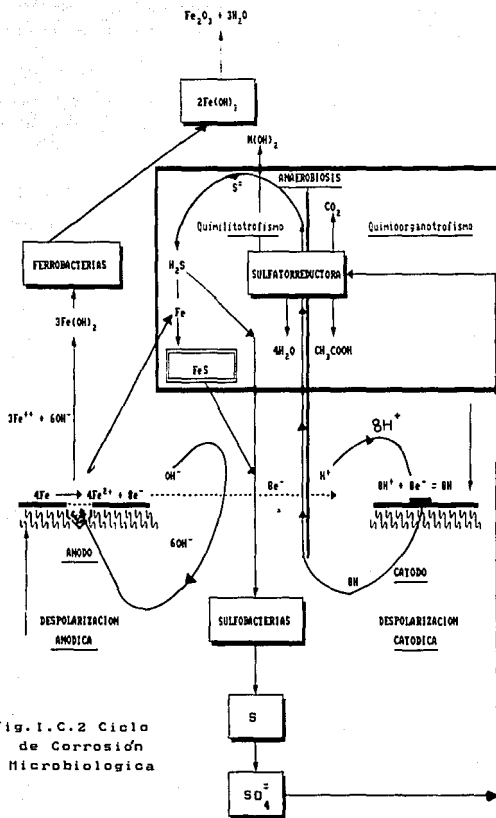 Fe₂O₃ + 3H₂O
2Fe(OH)₃
M(OH)₂
ANAEROBIOSIS
S⁼
CO₂
Quimilitotrofismo
Quimioorganotrofismo
FERROBACTERIAS
H₂S
SULFATORREDUCTORA
3Fe(OH)₂
Fe
4H₂O
CH₃COOH
FeS
3Fe⁺⁺ + 6OH⁻
8H⁺
OH⁻
8e⁻
H⁺
8H⁺ + 8e⁻ = 8H
4Fe
4Fe²⁺ + 8e⁻
6OH⁻
ANODO
8H
CATODO
DESPOLARIZACION
ANODICA
SULFOBACTERIAS
DESPOLARIZACION
CATODICA
S
Fig.I.C.2 Ciclo
de Corrosión
Microbiologica
SO₄⁼